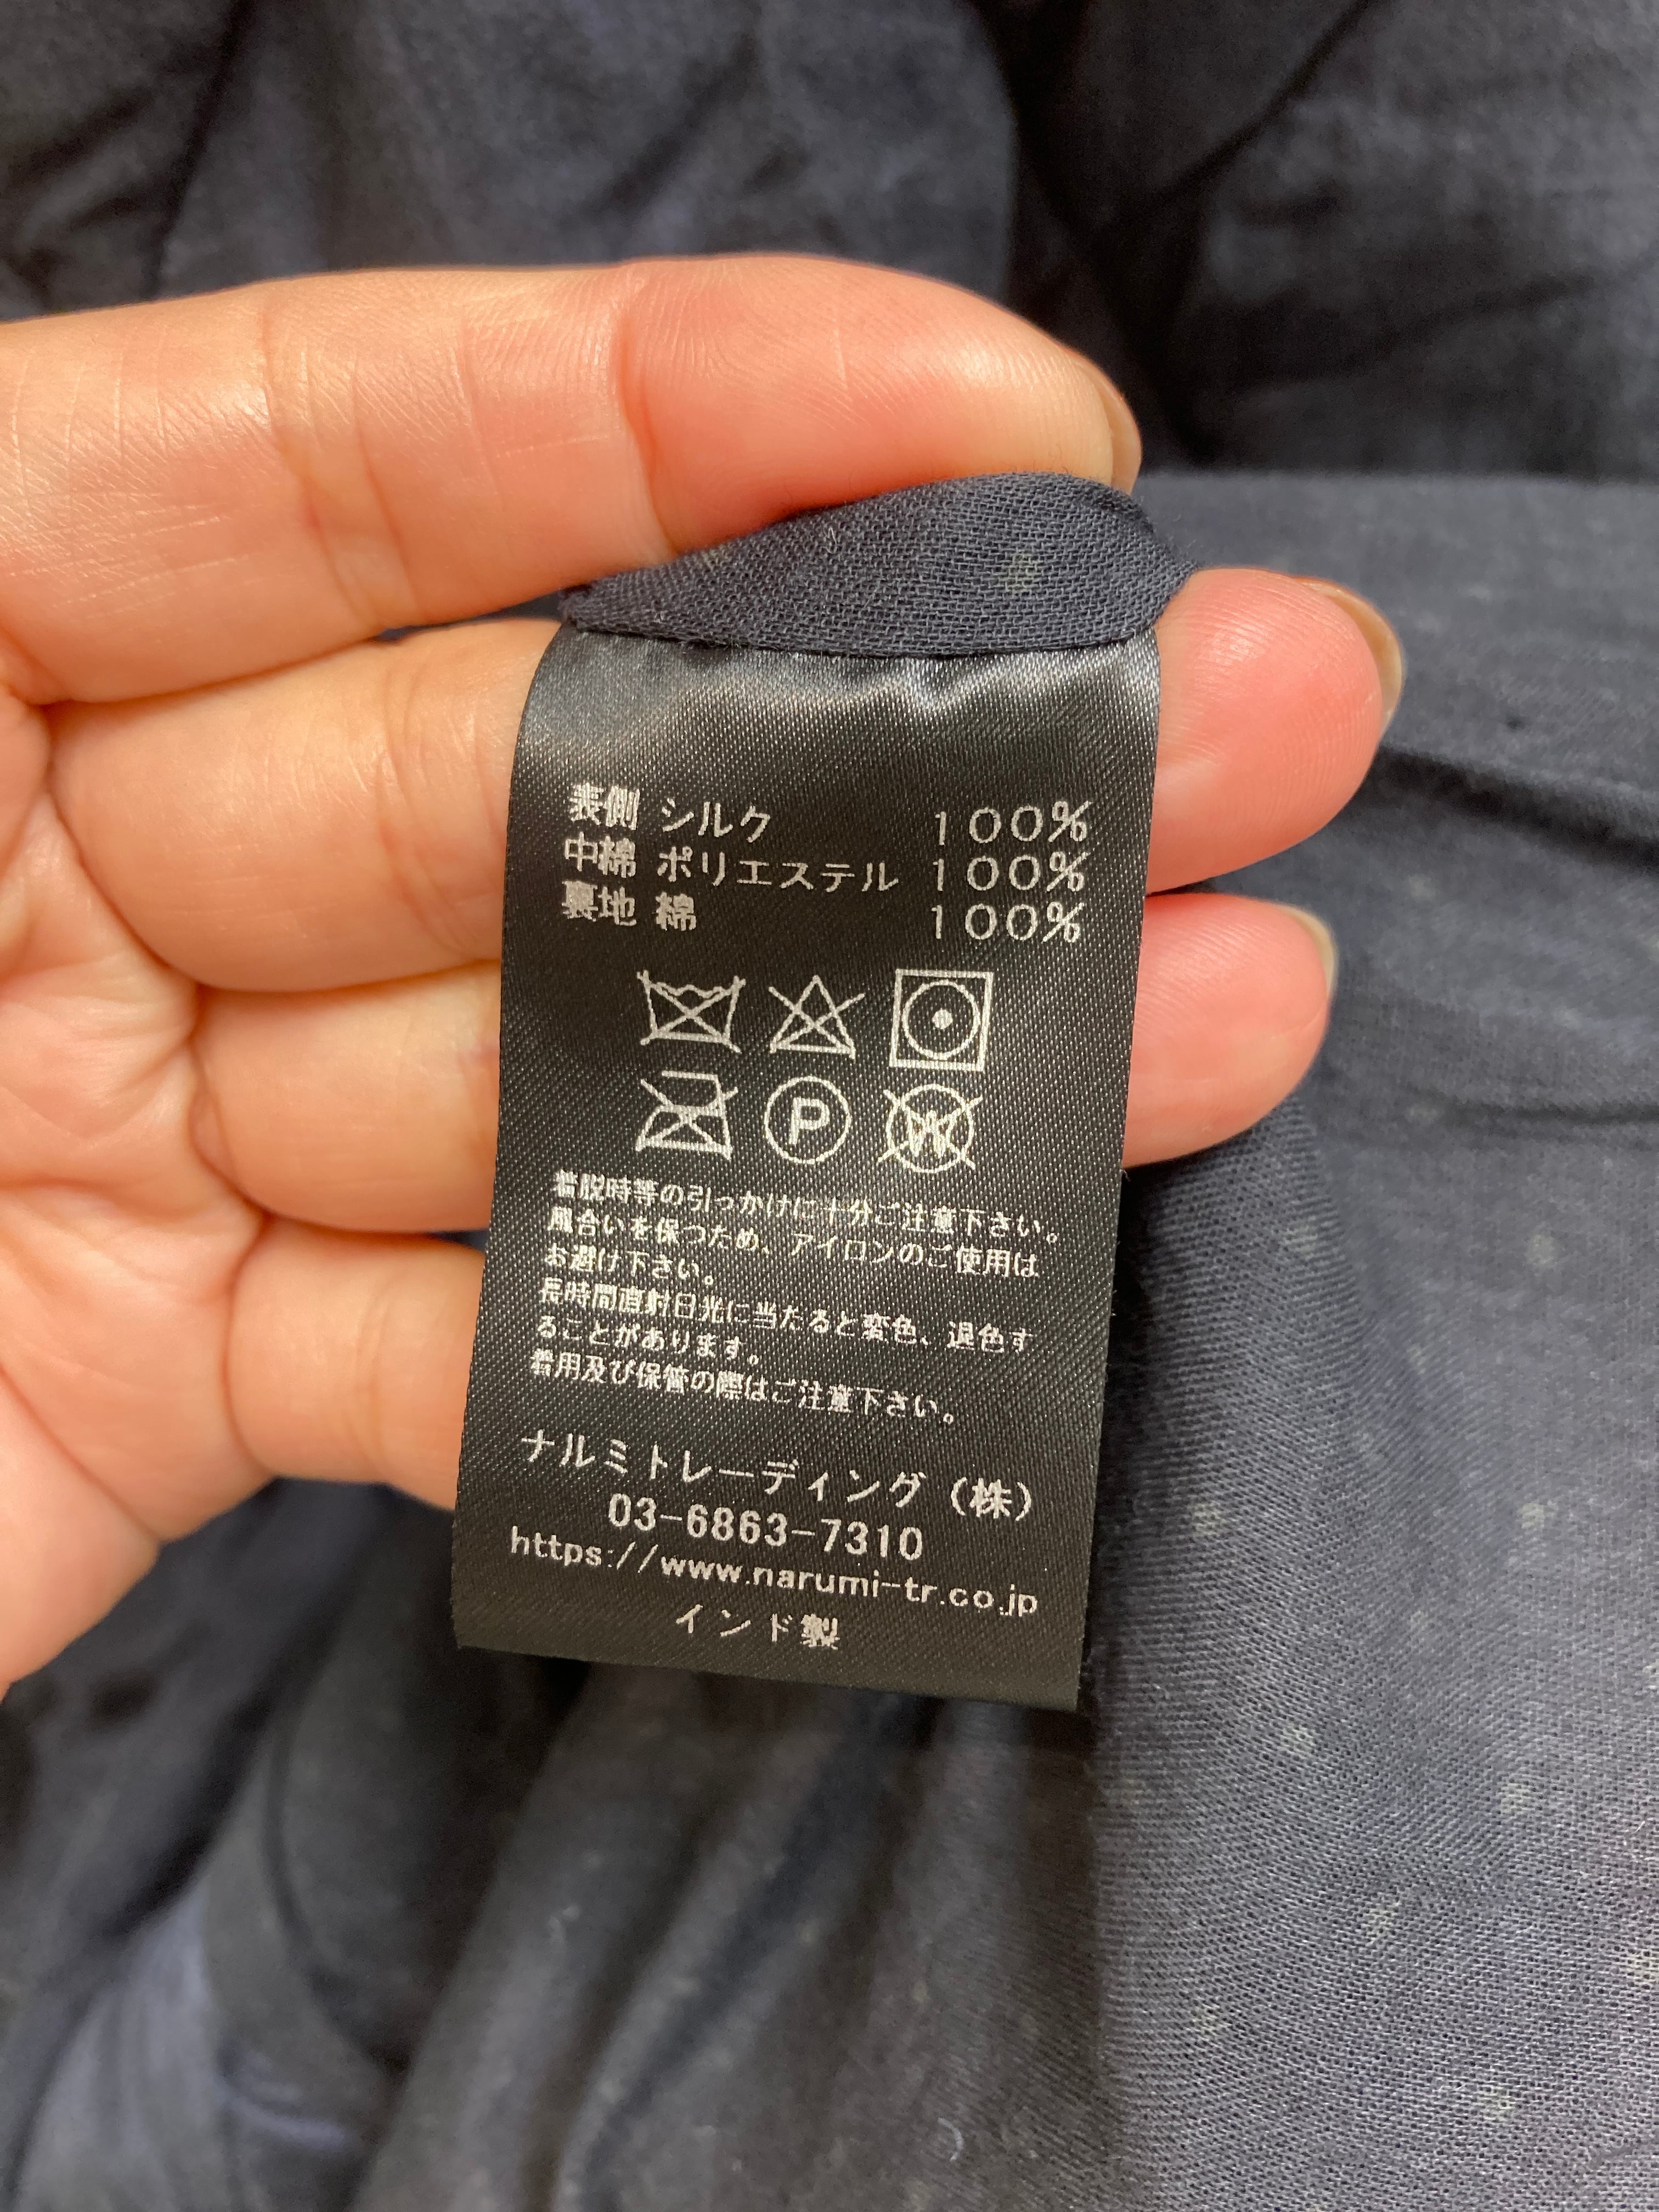 表側 シルク 100%
中綿 ポリエステル 100%
裏地 綿 100%
P W
着脱時等の引っかけに十分ご注意下さい。
風合いを保つため、アイロンのご使用は
お避け下さい。
長時間直射日光に当たると変色、退色す
ることがあります。
着用及び保管の際はご注意下さい。
ナルミトレーディング（株）
03-6863-7310
https://www.narumi-tr.co.jp
インド製